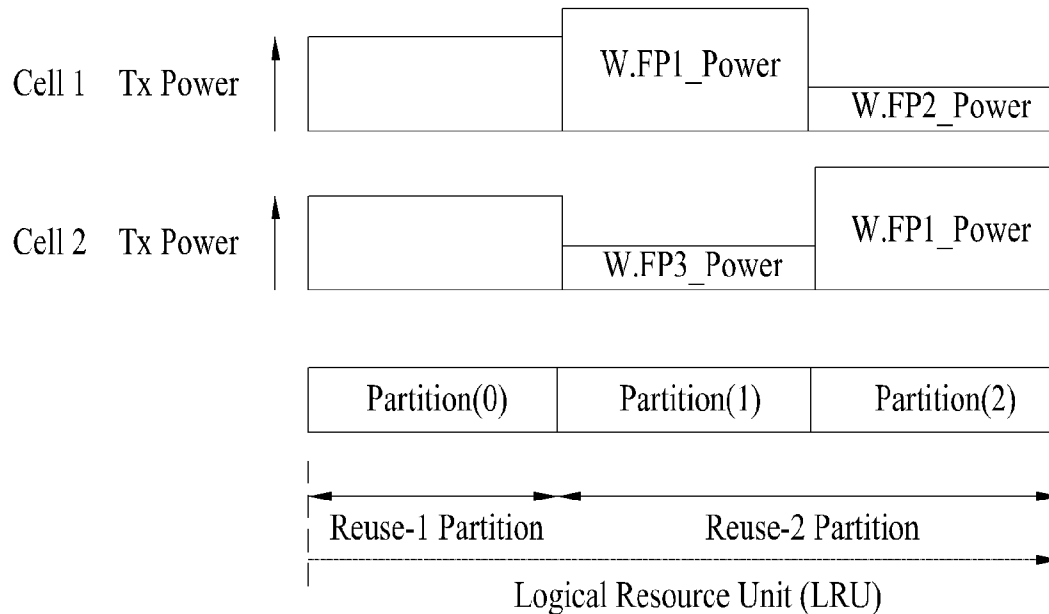 Cell 1 Tx Power
W.FP1_Power
W.FP2_Power
Cell 2 Tx Power
W.FP3_Power
W.FP1_Power
Partition(0) Partition(1) Partition(2)
Reuse-1 Partition Reuse-2 Partition
Logical Resource Unit (LRU)